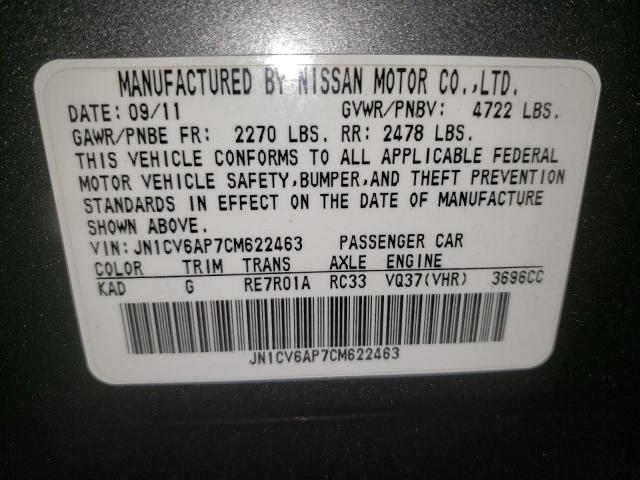 MANUFACTURED BY NISSAN MOTOR CO.,LTD.
DATE: 09/11 GVWR/PNBV: 4722 LBS.
GAWR/PNBE FR: 2270 LBS. RR: 2478 LBS.
THIS VEHICLE CONFORMS TO ALL APPLICABLE FEDERAL
MOTOR VEHICLE SAFETY,BUMPER,AND THEFT PREVENTION
STANDARDS IN EFFECT ON THE DATE OF MANUFACTURE
SHOWN ABOVE.
VIN:JN1CV6AP7CM622463 PASSENGER CAR
COLOR TRIM TRANS AXLE ENGINE
KAD G RE7R01A RC33 VQ37(VHR) 3696CC
JN1CV6AP7CM622463